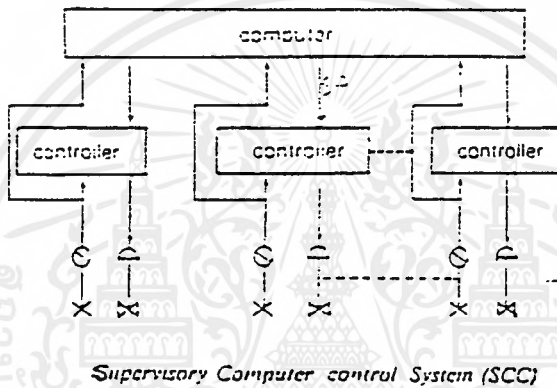 computer
controller
controller
controller
Supervisory Computer control System (SCC)